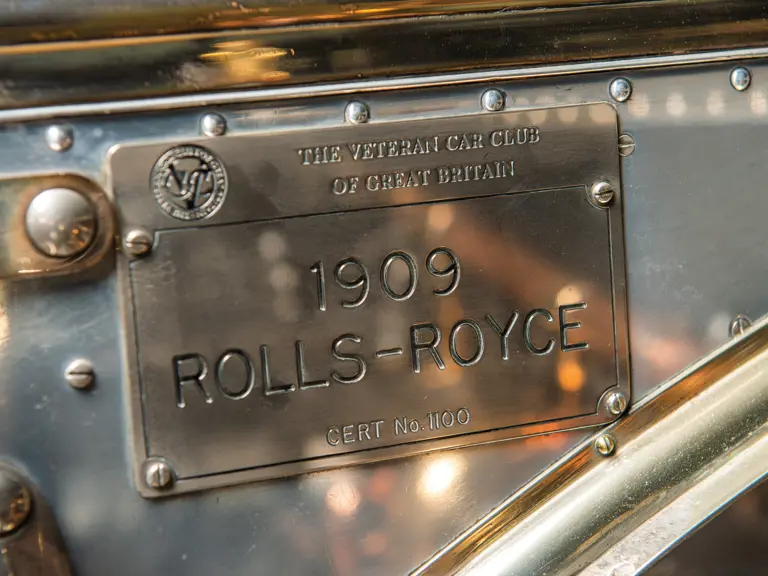 THE VETERAN CAR CLUB
OF GREAT BRITAIN
1909
ROLLS-ROYCE
CERT No. 1100